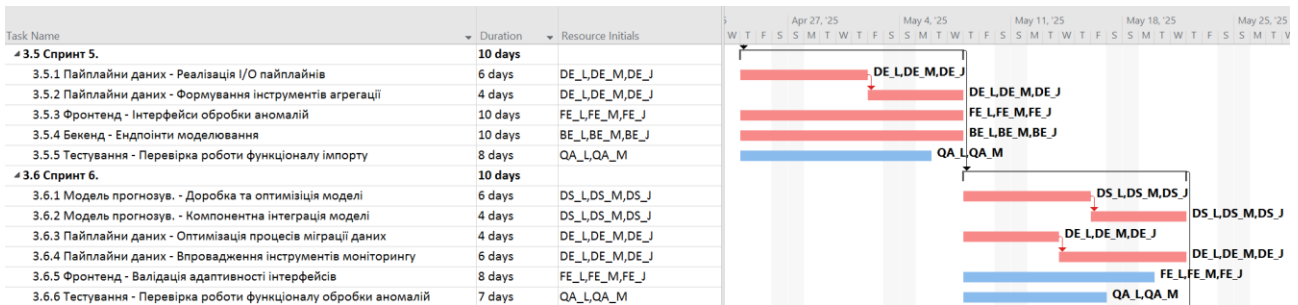 Apr 27, '25 May 4, '25 May 11, '25 May 18, '25 May 25, '25
Task Name Duration Resource Initials W T F S S M T W T F S S M T W T F S S M T W T F S S M T W T F S S M T W
3.5 Спринт 5. 10 days
3.5.1 Пайплайни даних - Реалізація I/O пайплайнів 6 days DE_L,DE_M,DE_J DE_L,DE_M,DE_J
3.5.2 Пайплайни даних - Формування інструментів агрегації 4 days DE_L,DE_M,DE_J DE_L,DE_M,DE_J
3.5.3 Фронтенд - Інтерфейси обробки аномалій 10 days FE_L,FE_M,FE_J FE_L,FE_M,FE_J
3.5.4 Бекенд - Ендпоінти моделювання 10 days BE_L,BE_M,BE_J BE_L,BE_M,BE_J
3.5.5 Тестування - Перевірка роботи функціоналу імпорту 8 days QA_L,QA_M QA_L,QA_M
3.6 Спринт 6. 10 days
3.6.1 Модель прогнозув. - Доробка та оптимізіція моделі 6 days DS_L,DS_M,DS_J DS_L,DS_M,DS_J
3.6.2 Модель прогнозув. - Компонентна інтеграція моделі 4 days DS_L,DS_M,DS_J DS_L,DS_M,DS_J
3.6.3 Пайплайни даних - Оптимізація процесів міграції даних 4 days DE_L,DE_M,DE_J DE_L,DE_M,DE_J
3.6.4 Пайплайни даних - Впровадження інструментів моніторингу 6 days DE_L,DE_M,DE_J DE_L,DE_M,DE_J
3.6.5 Фронтенд - Валідація адаптивності інтерфейсів 8 days FE_L,FE_M,FE_J FE_L,FE_M,FE_J
3.6.6 Тестування - Перевірка роботи функціоналу обробки аномалій 7 days QA_L,QA_M QA_L,QA_M